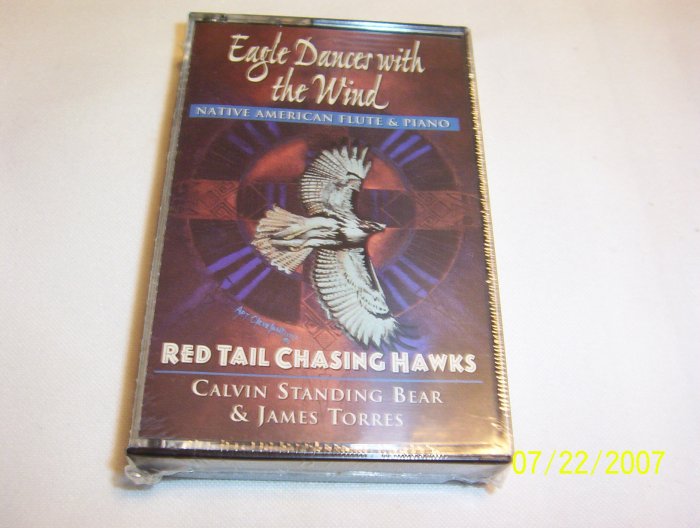 Eagle Dances with
the Wind
NATIVE AMERICAN FLUTE & PIANO
RED TAIL CHASING HAWKS
CALVIN STANDING BEAR
& JAMES TORRES
07/22/2007